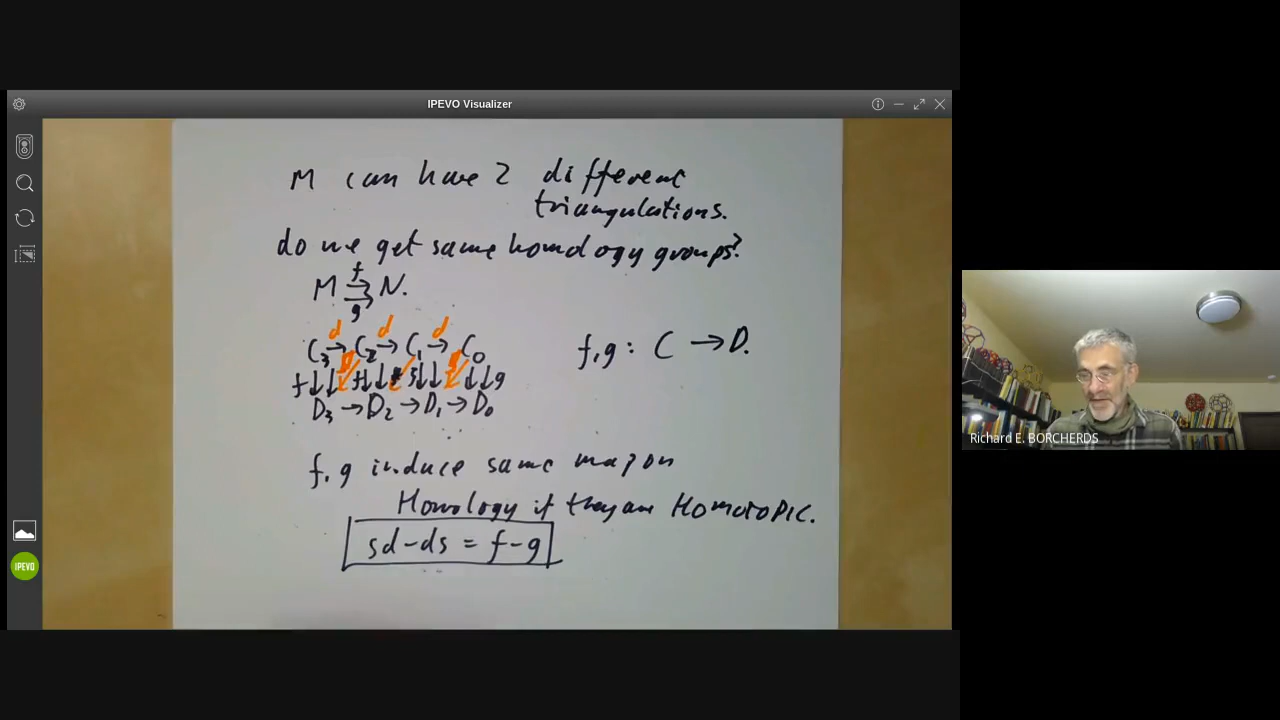 IPEVO Visualizer
M can have 2 different
triangulations.
do we get same homology groups?
f
M ⇉ N.
g
d d d
C₃ → C₂ → C₁ → C₀
f, g : C → D.
f g
D₃ → D₂ → D₁ → D₀
f, g induce same map on
Homology if they are HOMOTOPIC.
sd-ds = f-g
IPEVO
Richard E. BORCHERDS